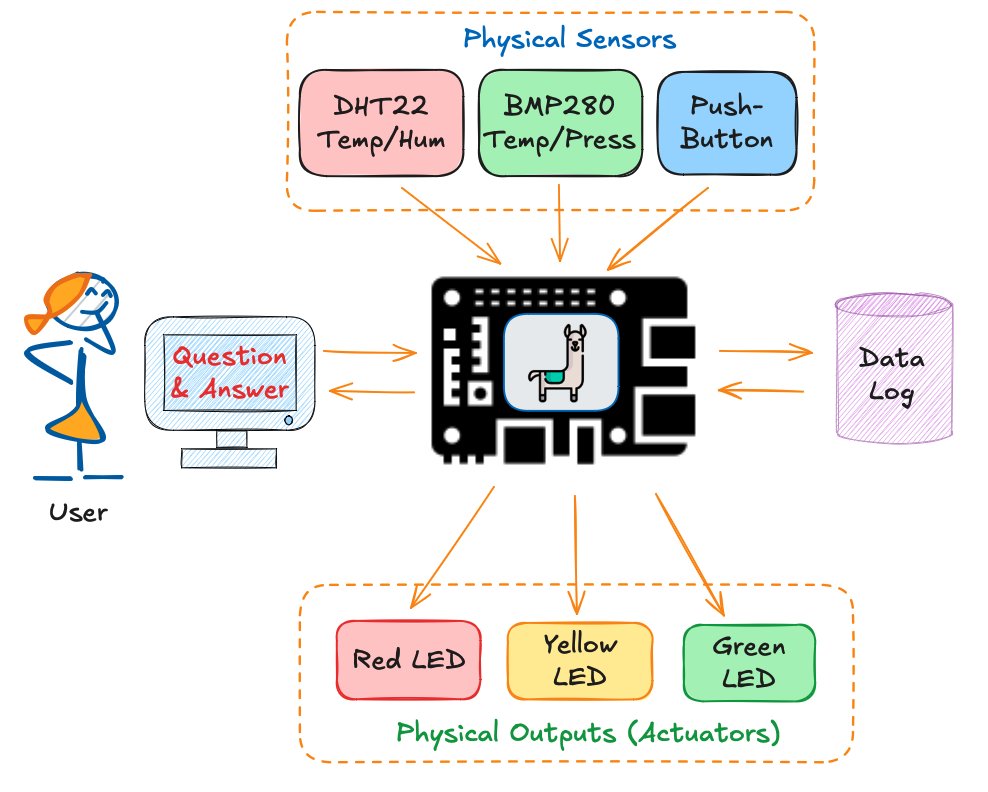 Physical Sensors
DHT22
Temp/Hum
BMP280
Temp/Press
Push-
Button
Question
& Answer
Data
Log
User
Red LED
Yellow
LED
Green
LED
Physical Outputs (Actuators)